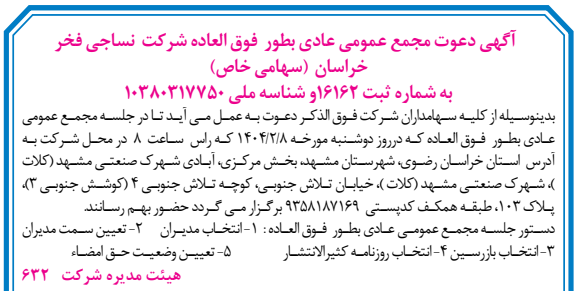 آگهی دعوت مجمع عمومی عادی بطور فوق العاده شرکت نساجی فخر
خراسان (سهامی خاص)
به شماره ثبت ۱۶۱۶۲و شناسه ملی ۱۰۳۸۰۳۱۷۷۵۰
بدینوسیله از کلیه سهامداران شرکت فوق الذکر دعوت به عمل می آید تا در جلسه مجمع عمومی
عادی بطور فوق العاده که درروز دوشنبه مورخه ۱۴۰۴/۲/۸ که راس ساعت ۸ در محل شرکت به
آدرس استان خراسان رضوی، شهرستان مشهد، بخش مرکزی، آبادی شهرک صنعتی مشهد (کلات
)، شهرک صنعتی مشهد (کلات )، خیابان تلاش جنوبی، کوچه تلاش جنوبی ۴ (کوشش جنوبی ۳)،
پلاک ۱۰۳، طبقه همکف کدپستی ۹۳۵۸۱۸۷۱۶۹ برگزار می گردد حضور بهم رسانند.
دستور جلسه مجمع عمومی عادی بطور فوق العاده: ۱-انتخاب مدیران ۲- تعیین سمت مدیران
۳-انتخاب بازرسین ۴-انتخاب روزنامه کثیرالانتشار ۵- تعیین وضعیت حق امضاء
هیئت مدیره شرکت ۶۳۲